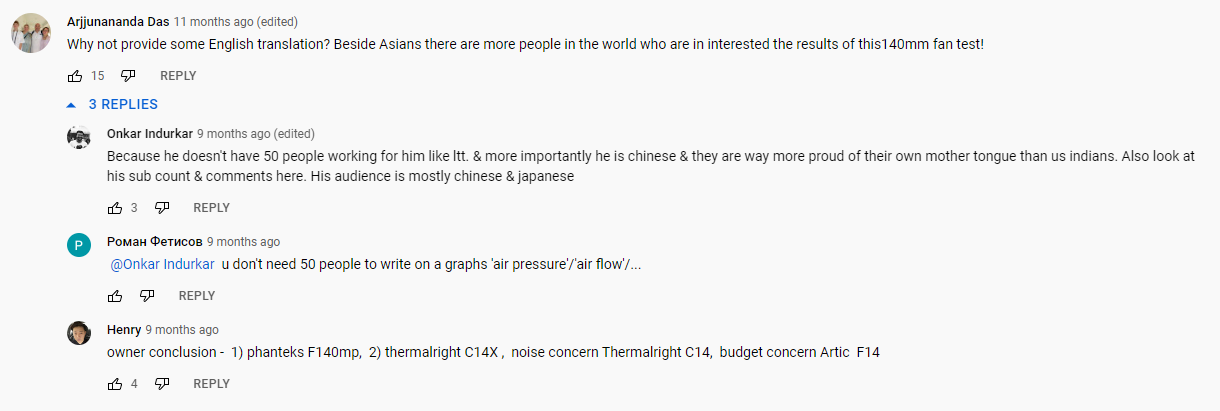 Arjjunananda Das 11 months ago (edited)
Why not provide some English translation? Beside Asians there are more people in the world who are in interested the results of this140mm fan test!
15 REPLY
3 REPLIES
Onkar Indurkar 9 months ago (edited)
Because he doesn't have 50 people working for him like ltt. & more importantly he is chinese & they are way more proud of their own mother tongue than us indians. Also look at
his sub count & comments here. His audience is mostly chinese & japanese
3 REPLY
P
Роман Фетисов 9 months ago
@Onkar Indurkar u don't need 50 people to write on a graphs 'air pressure'/'air flow'/...
REPLY
Henry 9 months ago
owner conclusion - 1) phanteks F140mp, 2) thermalright C14X , noise concern Thermalright C14, budget concern Artic F14
4 REPLY